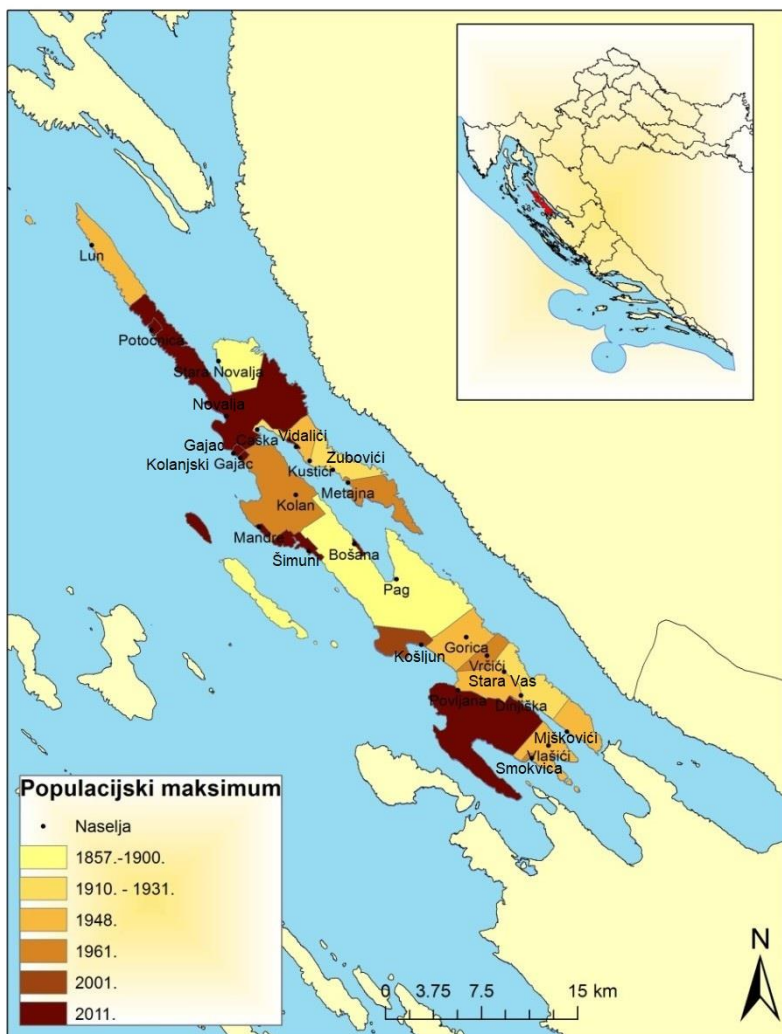 Lun
Potočnica
Stara Novalja
Novalja
Caska
Vidalići
Gajac
Zubovići
Kolanjski
Gajac
Kustići
Metajna
Kolan
Mandre
Bošana
Šimuni
Pag
Gorica
Košljun
Vrčići
Stara Vas
Povljana
Dinjiška
Mjškovići
Vlašići
Smokvica
Populacijski maksimum
Naselja
1857.-1900.
1910. - 1931.
1948.
1961.
2001.
2011.
N
0 3.75 7.5 15 km